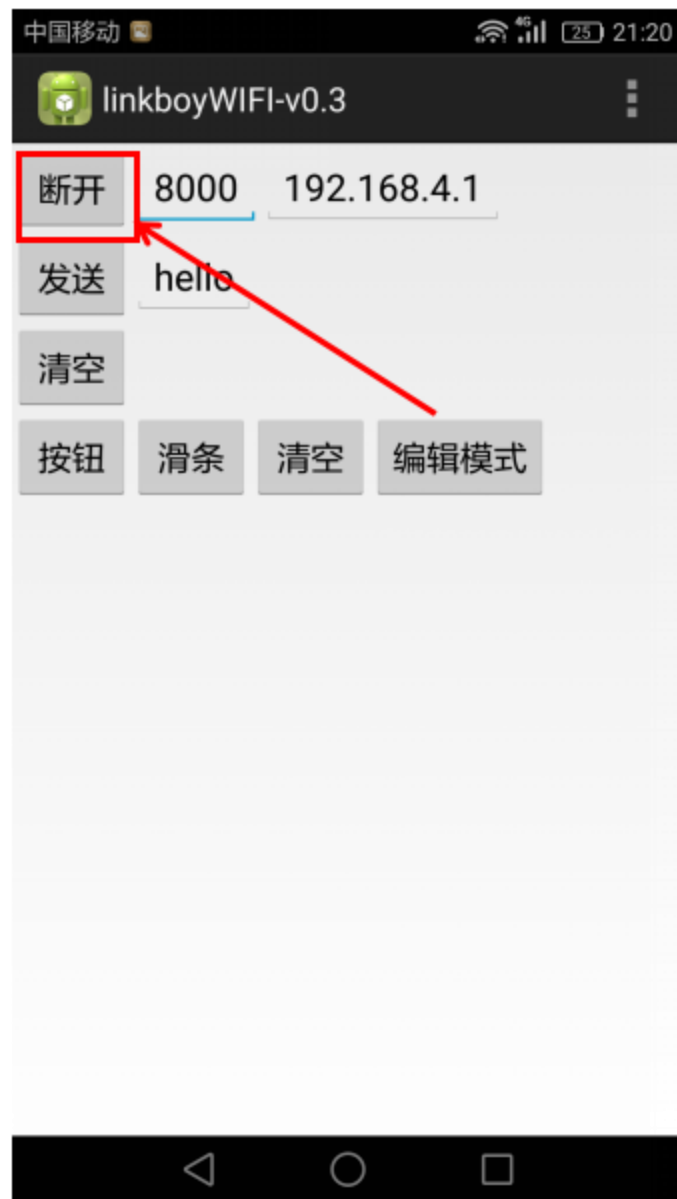 中国移动 4G 25 21:20
linkboyWIFI-v0.3
断开 8000 192.168.4.1
发送 hello
清空
按钮 滑条 清空 编辑模式